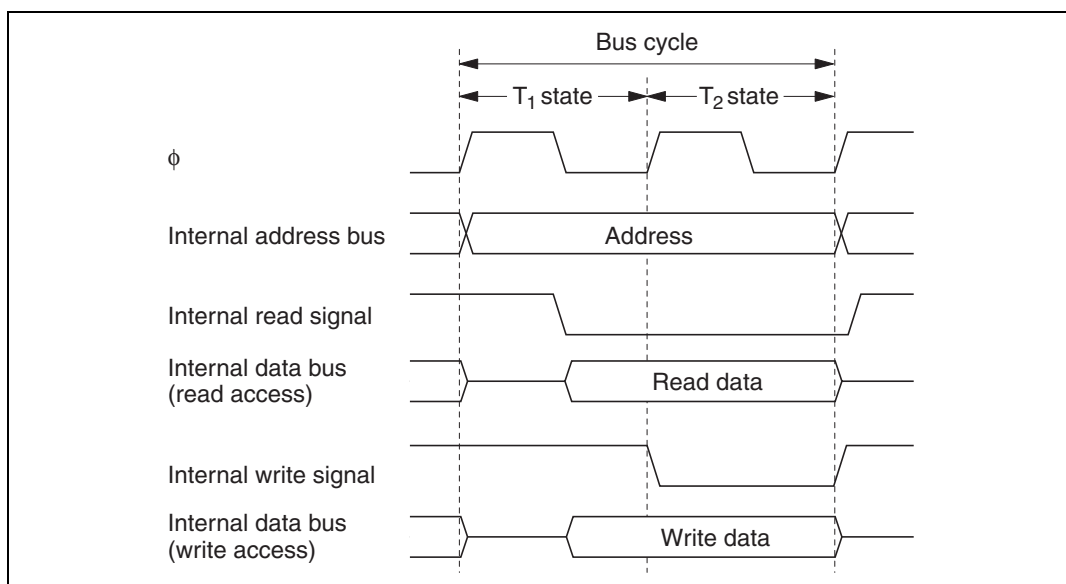 Bus cycle
T₁ state
T₂ state
ϕ
Internal address bus
Address
Internal read signal
Internal data bus
(read access)
Read data
Internal write signal
Internal data bus
(write access)
Write data